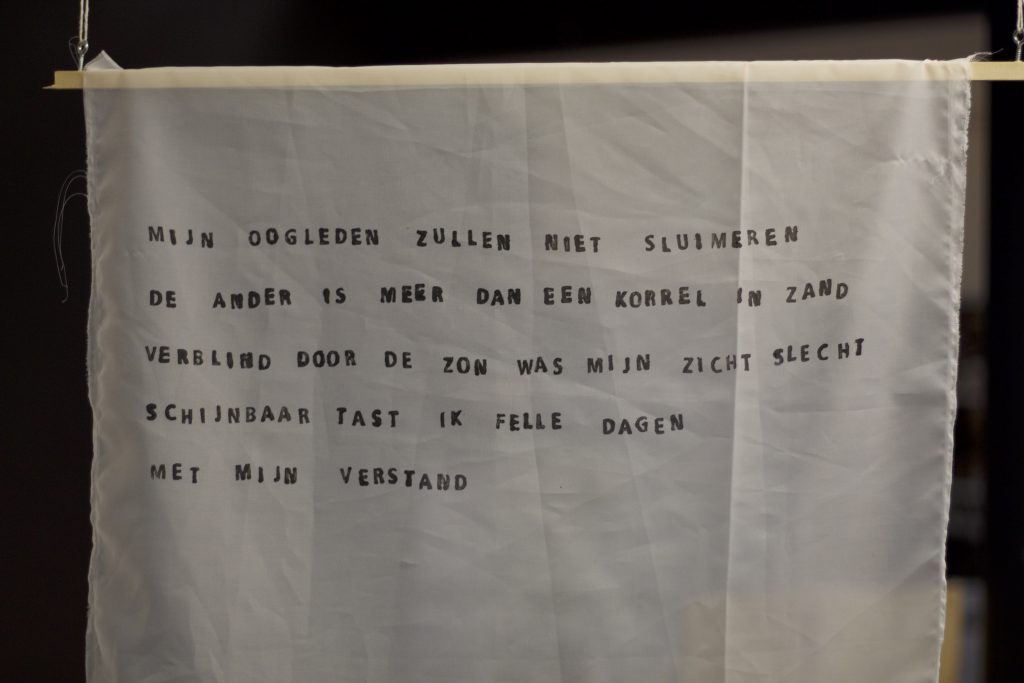 MIJN OOGLEDEN ZULLEN NIET SLUIMEREN
DE ANDER IS MEER DAN EEN KORREL IN ZAND
VERBLIND DOOR DE ZON WAS MIJN ZICHT SLECHT
SCHIJNBAAR TAST IK FELLE DAGEN
MET MIJN VERSTAND